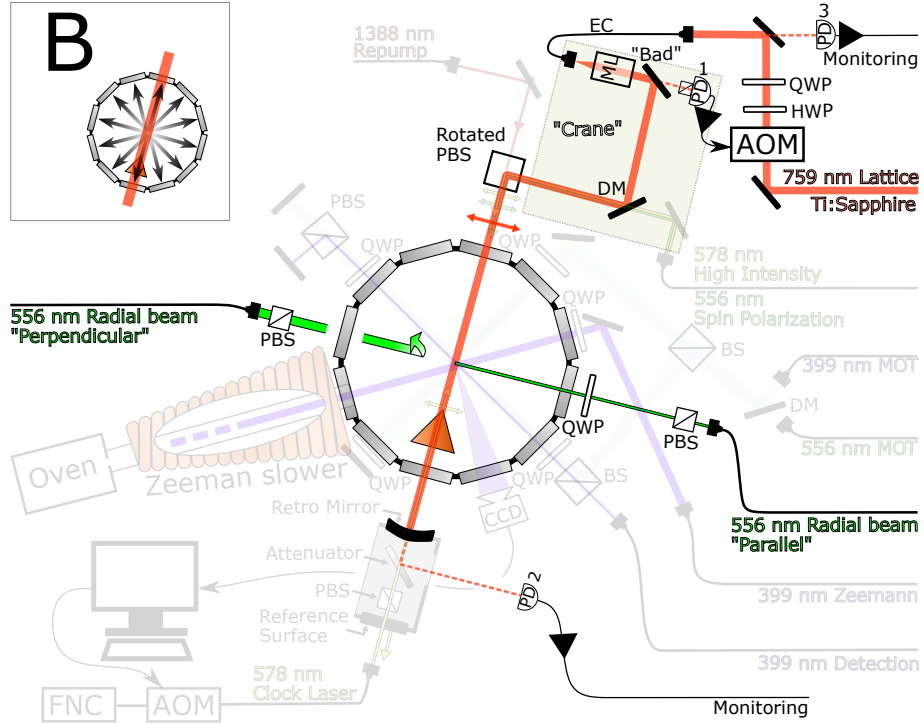 B
1388 nm
Repump
EC
ML
"Bad"
PD
1
PD
3
Monitoring
QWP
HWP
AOM
759 nm Lattice
Ti:Sapphire
"Crane"
Rotated
PBS
DM
PBS
QWP
QWP
578 nm
High Intensity
556 nm
Spin Polarization
QWP
BS
399 nm MOT
DM
556 nm MOT
556 nm Radial beam
"Perpendicular"
PBS
QWP
PBS
556 nm Radial beam
"Parallel"
Oven
Zeeman slower
QWP
QWP
BS
CCD
Retro Mirror
Attenuator
PBS
Reference
Surface
PD
2
399 nm Zeemann
399 nm Detection
578 nm
Clock Laser
FNC
AOM
Monitoring